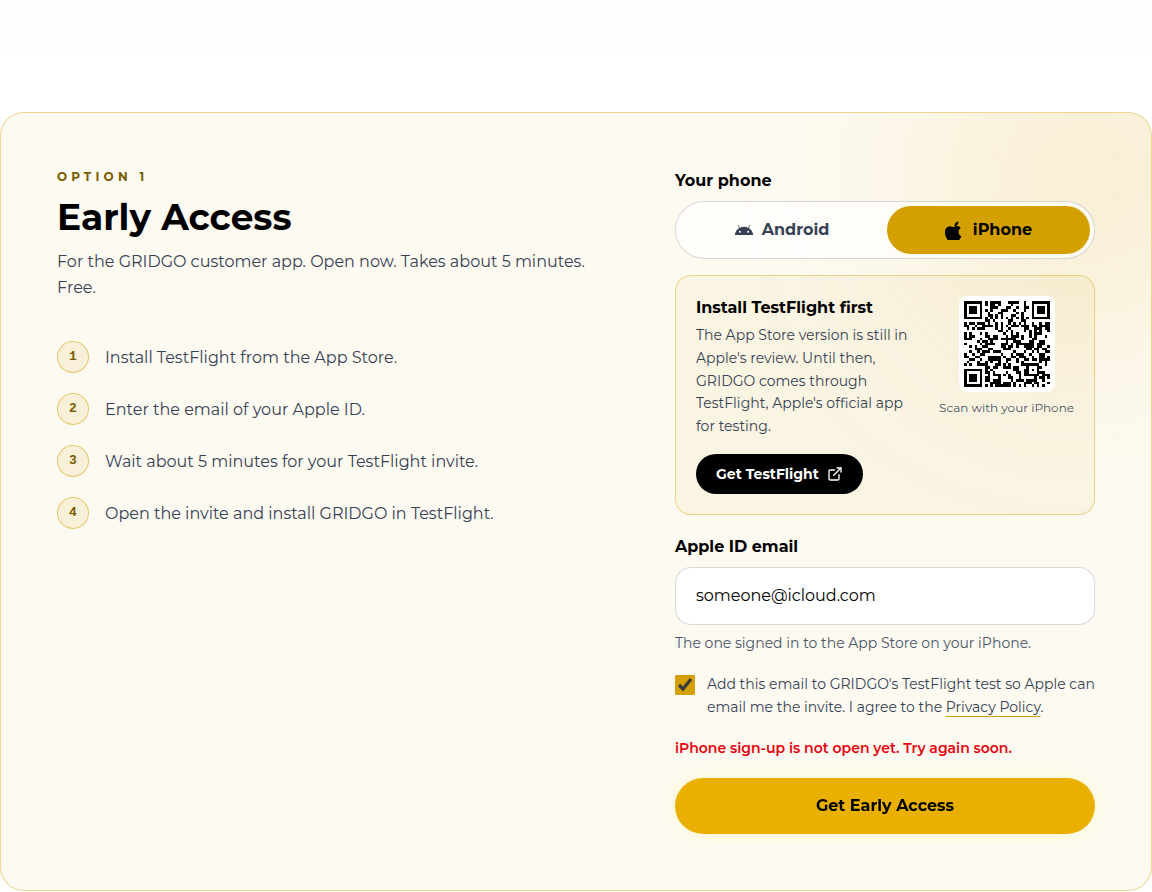 OPTION 1
Early Access
For the GRIDGO customer app. Open now. Takes about 5 minutes.
Free.
1 Install TestFlight from the App Store.
2 Enter the email of your Apple ID.
3 Wait about 5 minutes for your TestFlight invite.
4 Open the invite and install GRIDGO in TestFlight.
Your phone
Android
iPhone
Install TestFlight first
The App Store version is still in
Apple's review. Until then,
GRIDGO comes through
TestFlight, Apple's official app
for testing.
Scan with your iPhone
Get TestFlight
Apple ID email
someone@icloud.com
The one signed in to the App Store on your iPhone.
Add this email to GRIDGO's TestFlight test so Apple can
email me the invite. I agree to the Privacy Policy.
iPhone sign-up is not open yet. Try again soon.
Get Early Access